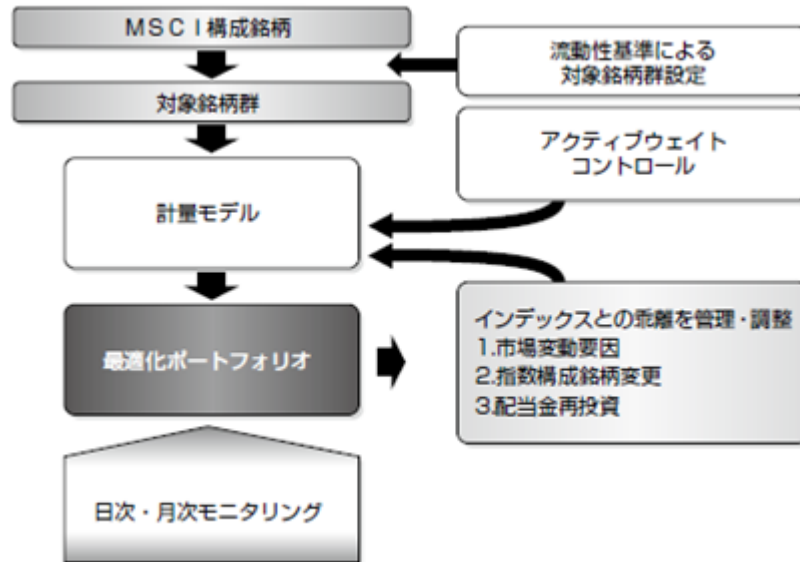 ＭＳＣＩ構成銘柄
流動性基準による
対象銘柄群設定
対象銘柄群
アクティブウェイト
コントロール
計量モデル
最適化ポートフォリオ
インデックスとの乖離を管理・調整
1.市場変動要因
2.指数構成銘柄変更
3.配当金再投資
日次・月次モニタリング